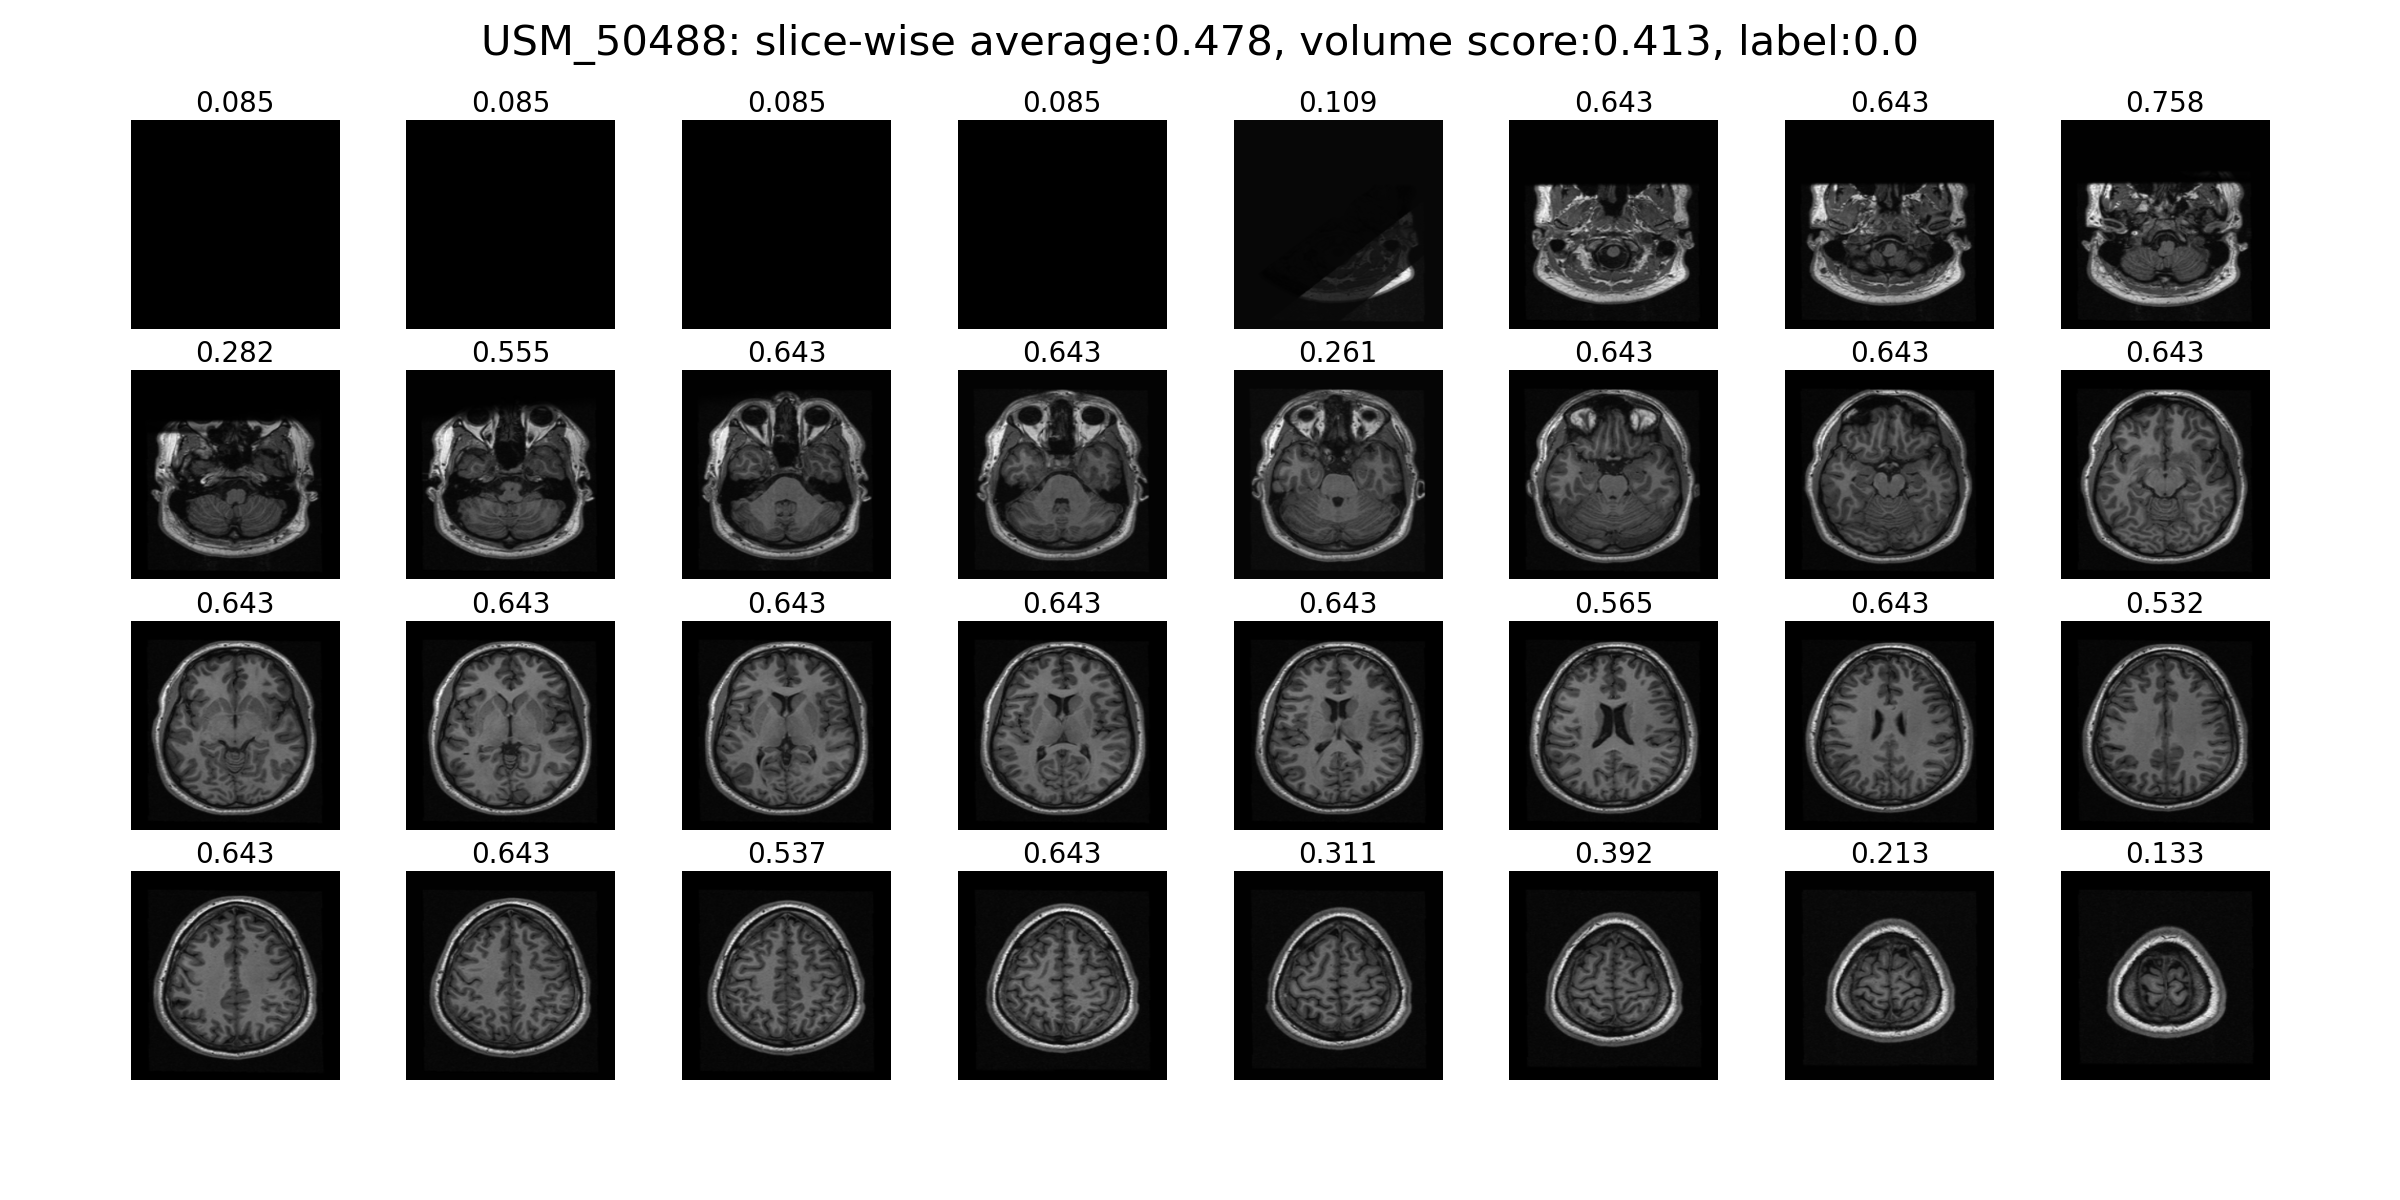 USM_50488: slice-wise average:0.478, volume score:0.413, label:0.0
0.085 0.085 0.085 0.085 0.109 0.643 0.643 0.758
0.282 0.555 0.643 0.643 0.261 0.643 0.643 0.643
0.643 0.643 0.643 0.643 0.643 0.565 0.643 0.532
0.643 0.643 0.537 0.643 0.311 0.392 0.213 0.133